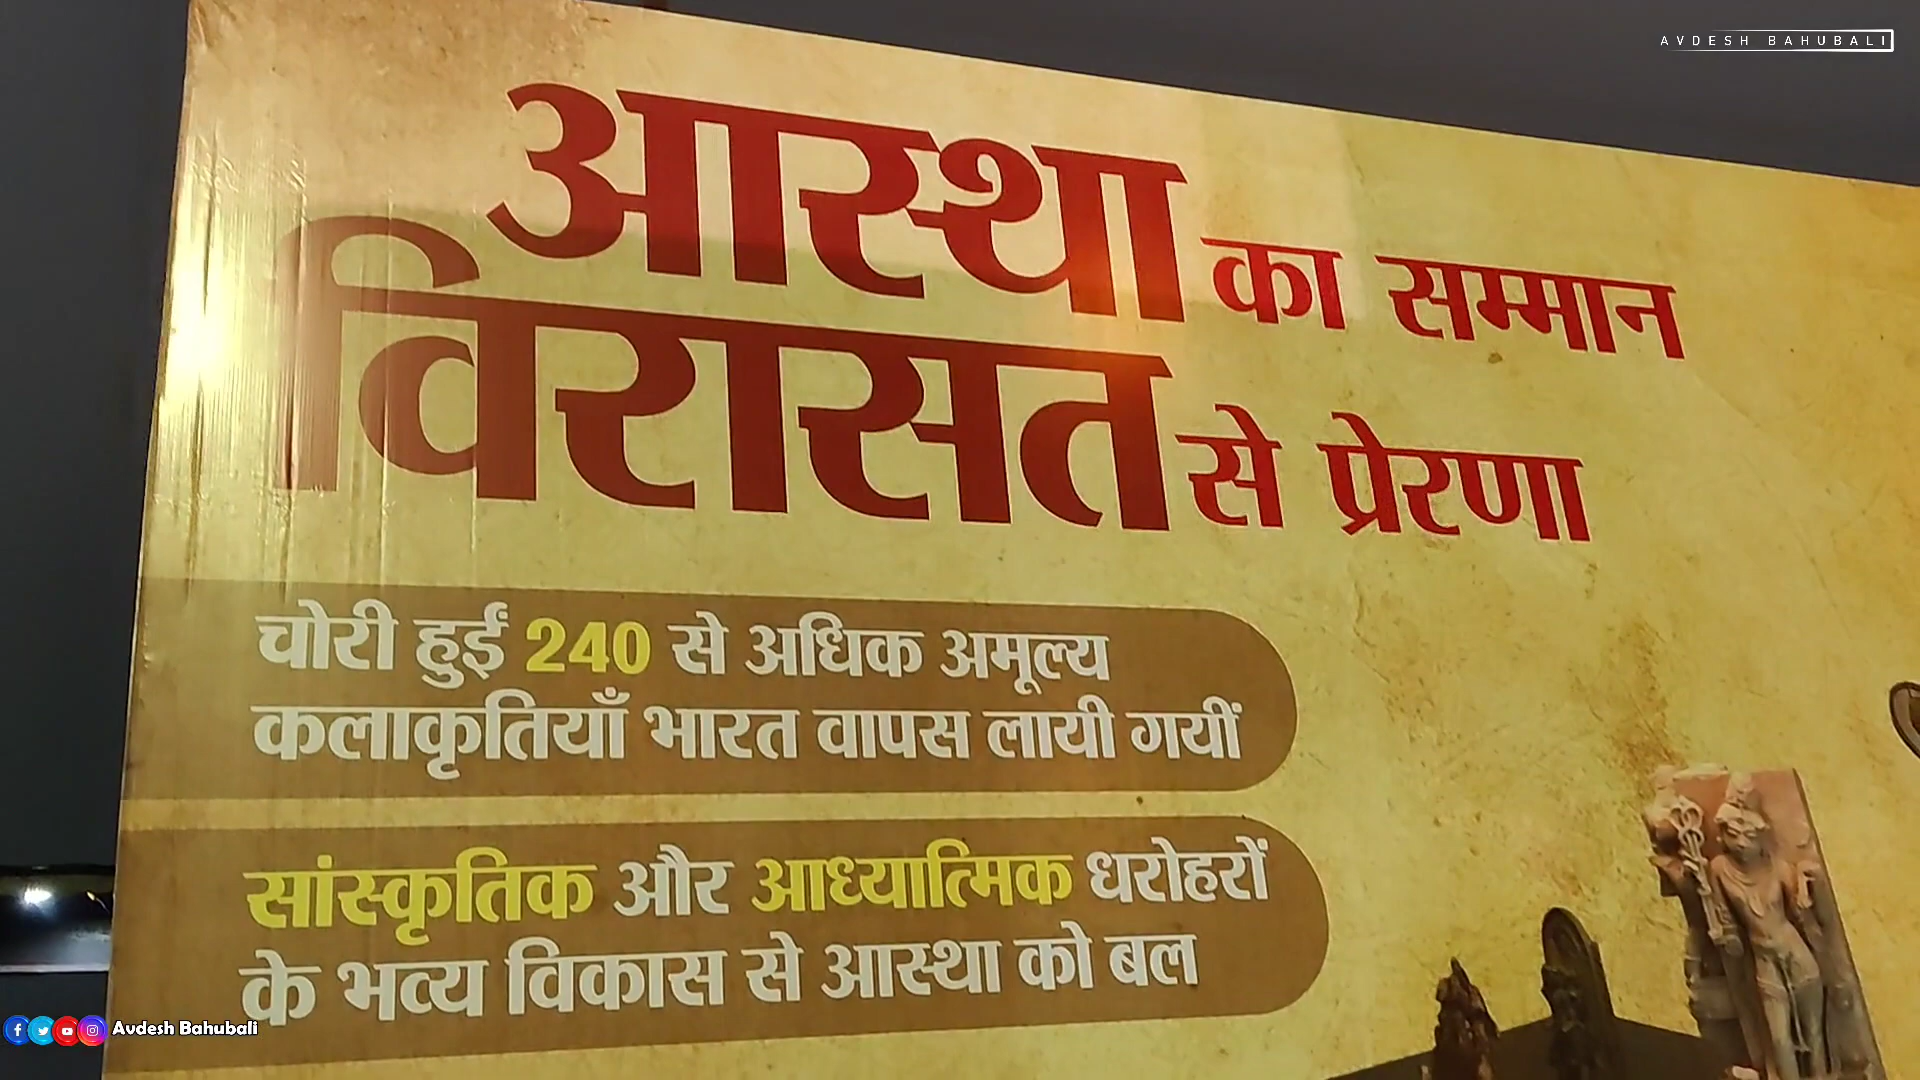 AVDESH BAHUBALI
आस्था का सम्मान
विरासत से प्रेरणा
चोरी हुईं 240 से अधिक अमूल्य
कलाकृतियाँ भारत वापस लायी गयीं
सांस्कृतिक और आध्यात्मिक धरोहरों
के भव्य विकास से आस्था को बल
Avdesh Bahubali